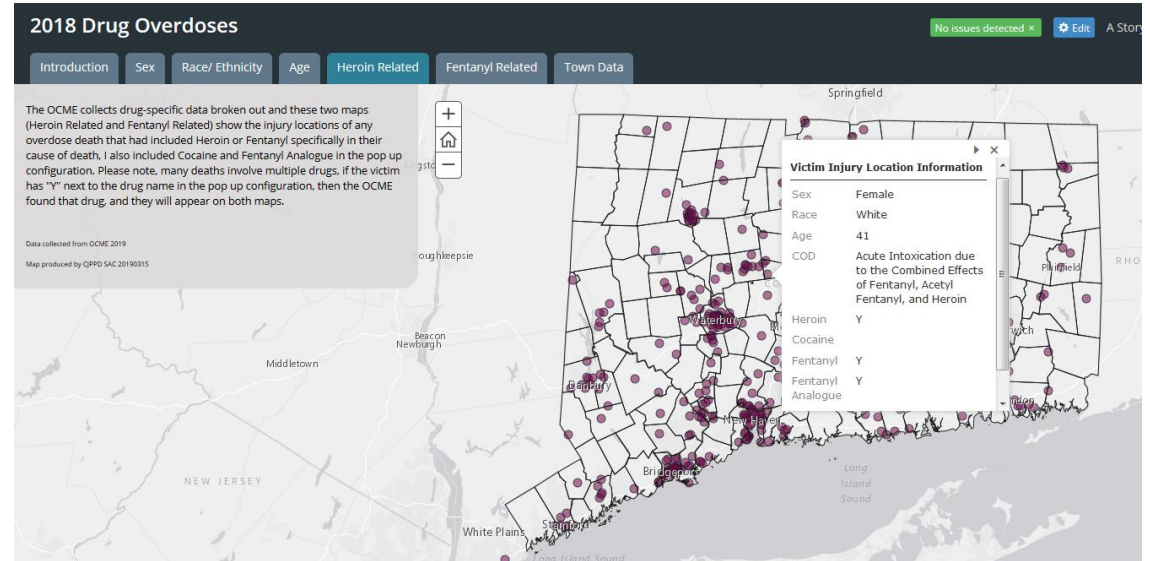 2018 Drug Overdoses
No issues detected ×
Edit
A Story
Introduction
Sex
Race/ Ethnicity
Age
Heroin Related
Fentanyl Related
Town Data
The OCME collects drug-specific data broken out and these two maps
(Heroin Related and Fentanyl Related) show the injury locations of any
overdose death that had included Heroin or Fentanyl specifically in their
cause of death, I also included Cocaine and Fentanyl Analogue in the pop up
configuration. Please note, many deaths involve multiple drugs, if the victim
has "Y" next to the drug name in the pop up configuration, then the OCME
found that drug, and they will appear on both maps.
Data collected from OCME 2019
Map produced by CJPPD SAC 20190315
+
−
Springfield
Victim Injury Location Information
Sex Female
Race White
Age 41
COD Acute Intoxication due
to the Combined Effects
of Fentanyl, Acetyl
Fentanyl, and Heroin
Heroin Y
Cocaine
Fentanyl Y
Fentanyl Y
Analogue
oughkeepsie
Plainfield
RHO
Waterbury
wich
Beacon
Newburgh
Middletown
Danbury
New Haven
Bridgeport
NEW JERSEY
Long
Island
Sound
White Plains
Stamford
Long Island Sound